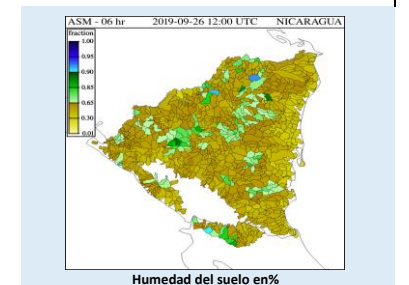 ASM - 06 hr 2019-09-26 12:00 UTC NICARAGUA
fraction
1.00
0.95
0.90
0.85
0.65
0.30
0.01
Humedad del suelo en%